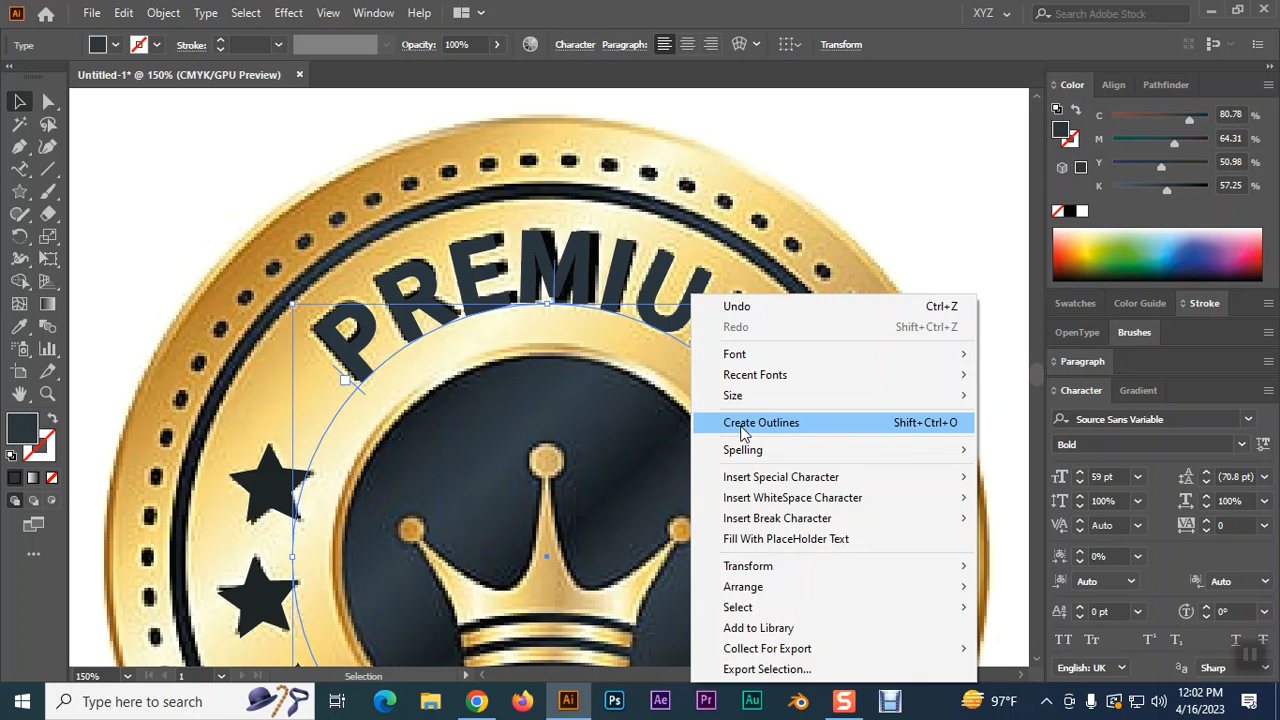 Ai
File
Edit
Object
Type
Select
Effect
View
Window
Help
XYZ
Search Adobe Stock
Type
Stroke:
Opacity:
100%
Character
Paragraph:
Transform
Untitled-1* @ 150% (CMYK/GPU Preview)
Color
Align
Pathfinder
C 80.78 %
M 64.31 %
Y 
K 57.25 %
PREMIU
Undo Ctrl+Z
Redo Shift+Ctrl+Z
Font
Recent Fonts
Size
Create Outlines Shift+Ctrl+O
Spelling
Insert Special Character
Insert WhiteSpace Character
Insert Break Character
Fill With PlaceHolder Text
Transform
Arrange
Select
Add to Library
Collect For Export
Export Selection...
Swatches
Color Guide
Stroke
OpenType
Brushes
Paragraph
Character
Gradient
Source Sans Variable
Bold
59 pt
(70.8 pt)
100%
100%
Auto
0
0%
Auto
Auto
0 pt
0°
English: UK
Sharp
150%
1
Selection
Type here to search
Ai
Ps
Ae
Pr
Au
S
97°F
5:02 PM
4/16/2023